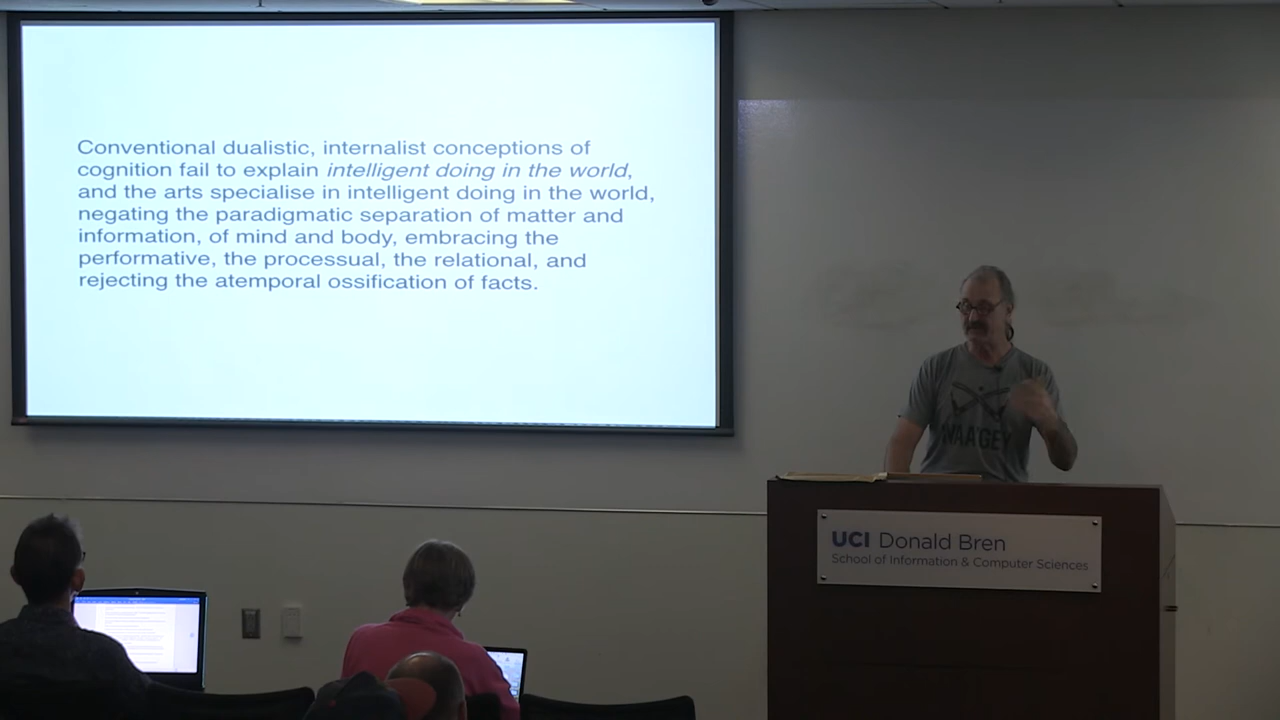 Conventional dualistic, internalist conceptions of
cognition fail to explain intelligent doing in the world,
and the arts specialise in intelligent doing in the world,
negating the paradigmatic separation of matter and
information, of mind and body, embracing the
performative, the processual, the relational, and
rejecting the atemporal ossification of facts.
UCI Donald Bren
School of Information & Computer Sciences